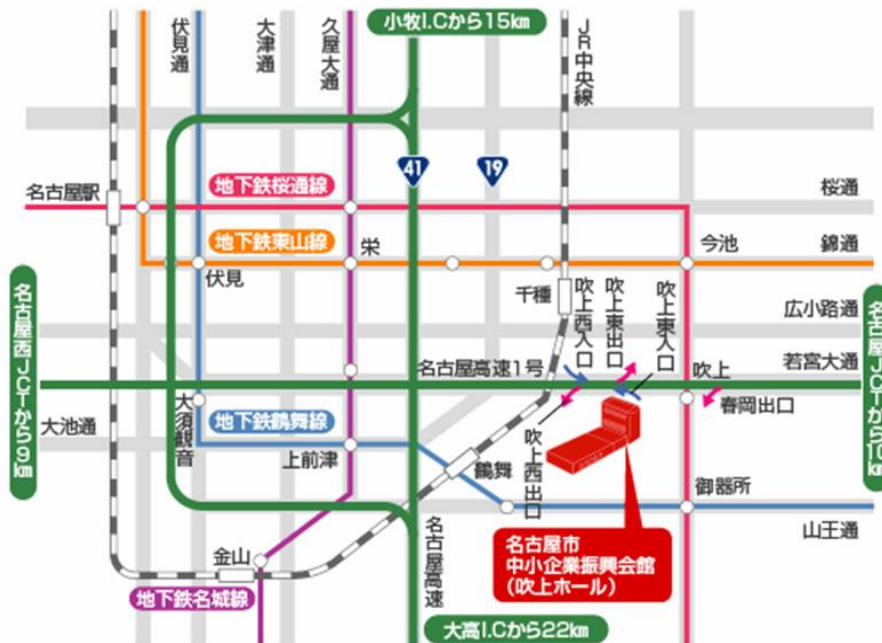 小牧I.Cから15km
伏見通
大津通
久屋大通
JR中央線
41
19
名古屋駅
地下鉄桜通線
桜通
地下鉄東山線
栄
今池
錦通
伏見
千種
吹上西入口
吹上東出口
吹上東入口
広小路通
名古屋西JCTから9km
名古屋高速1号
吹上
若宮大通
名古屋JCTから10km
大須観音
大池通
地下鉄鶴舞線
春岡出口
上前津
鶴舞
吹上西出口
御器所
山王通
名古屋高速
金山
地下鉄名城線
名古屋市
中小企業振興会館
(吹上ホール)
大高I.Cから22km